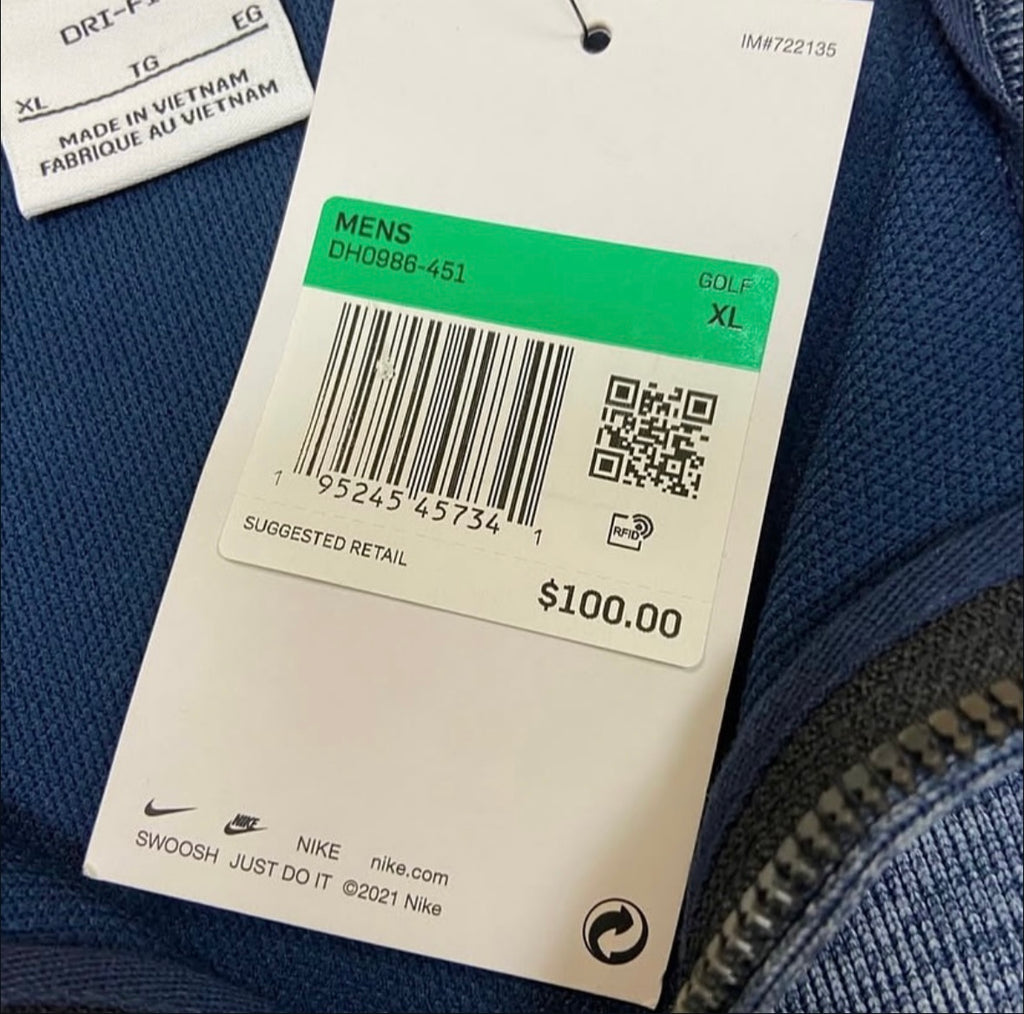 DRI-FI
EG
TG
XL
MADE IN VIETNAM
FABRIQUE AU VIETNAM
IM#722135
MENS
DH0986-451
GOLF
XL
1 95245 45734 1
RFID
SUGGESTED RETAIL
$100.00
NIKE NIKE nike.com
SWOOSH JUST DO IT ©2021 Nike